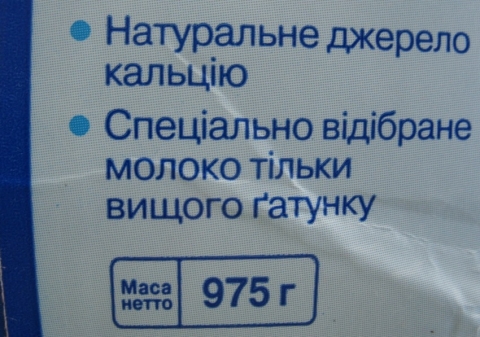 • Натуральне джерело
кальцію
• Спеціально відібране
молоко тільки
вищого ґатунку
Маса
нетто
975 г